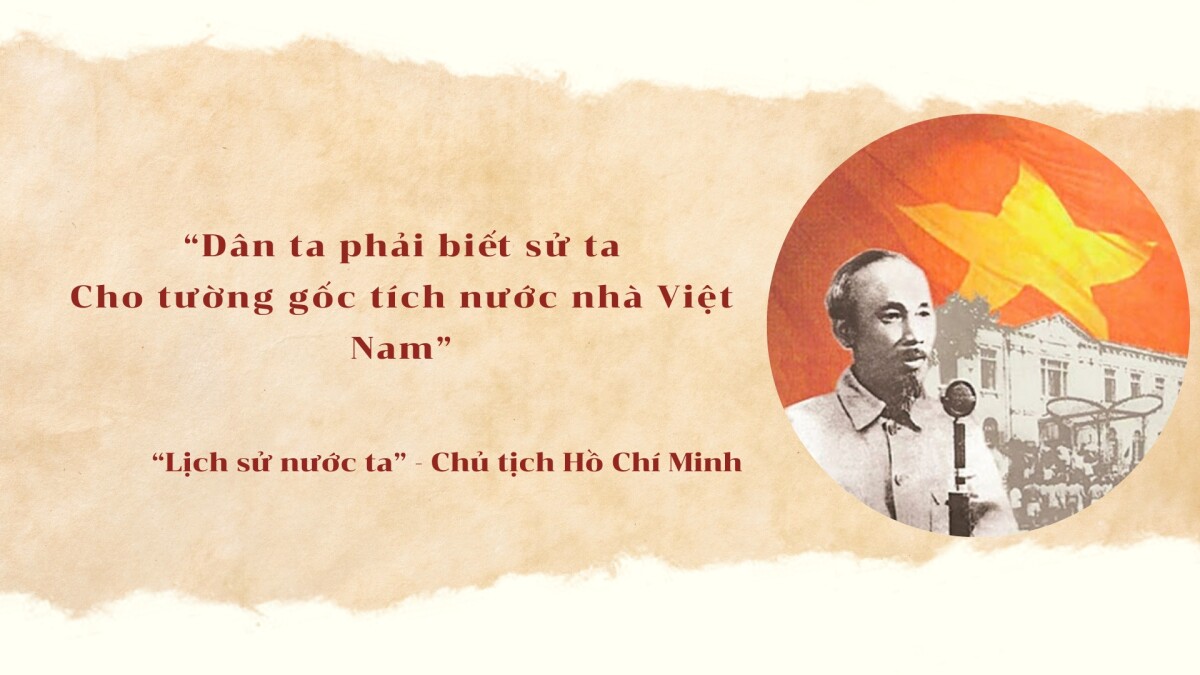 “Dân ta phải biết sử ta
Cho tường gốc tích nước nhà Việt
Nam”
“Lịch sử nước ta” - Chủ tịch Hồ Chí Minh